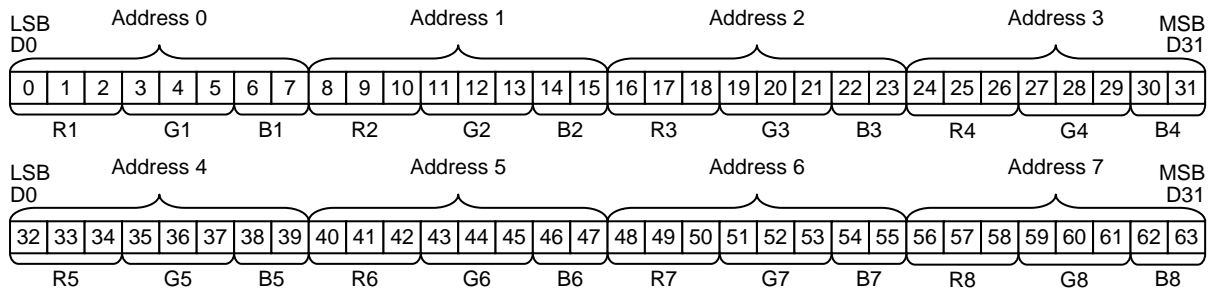 LSB Address 0 Address 1 Address 2 Address 3 MSB
D0 D31
0 1 2 3 4 5 6 7 8 9 10 11 12 13 14 15 16 17 18 19 20 21 22 23 24 25 26 27 28 29 30 31
R1 G1 B1 R2 G2 B2 R3 G3 B3 R4 G4 B4
LSB Address 4 Address 5 Address 6 Address 7 MSB
D0 D31
32 33 34 35 36 37 38 39 40 41 42 43 44 45 46 47 48 49 50 51 52 53 54 55 56 57 58 59 60 61 62 63
R5 G5 B5 R6 G6 B6 R7 G7 B7 R8 G8 B8